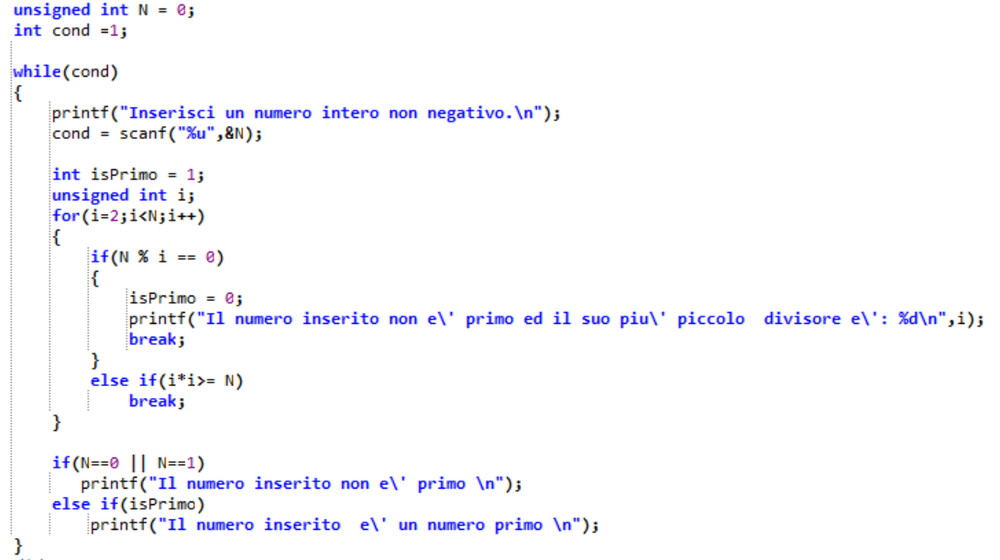 unsigned int N = 0;
int cond =1;
while(cond)
{
printf("Inserisci un numero intero non negativo.\n");
cond = scanf("%u",&N);
int isPrimo = 1;
unsigned int i;
for(i=2;i<N;i++)
{
if(N % i == 0)
{
isPrimo = 0;
printf("Il numero inserito non e\' primo ed il suo piu\' piccolo  divisore e\': %d\n",i);
break;
}
else if(i*i>= N)
break;
}
if(N==0 || N==1)
printf("Il numero inserito non e\' primo \n");
else if(isPrimo)
printf("Il numero inserito  e\' un numero primo \n");
}